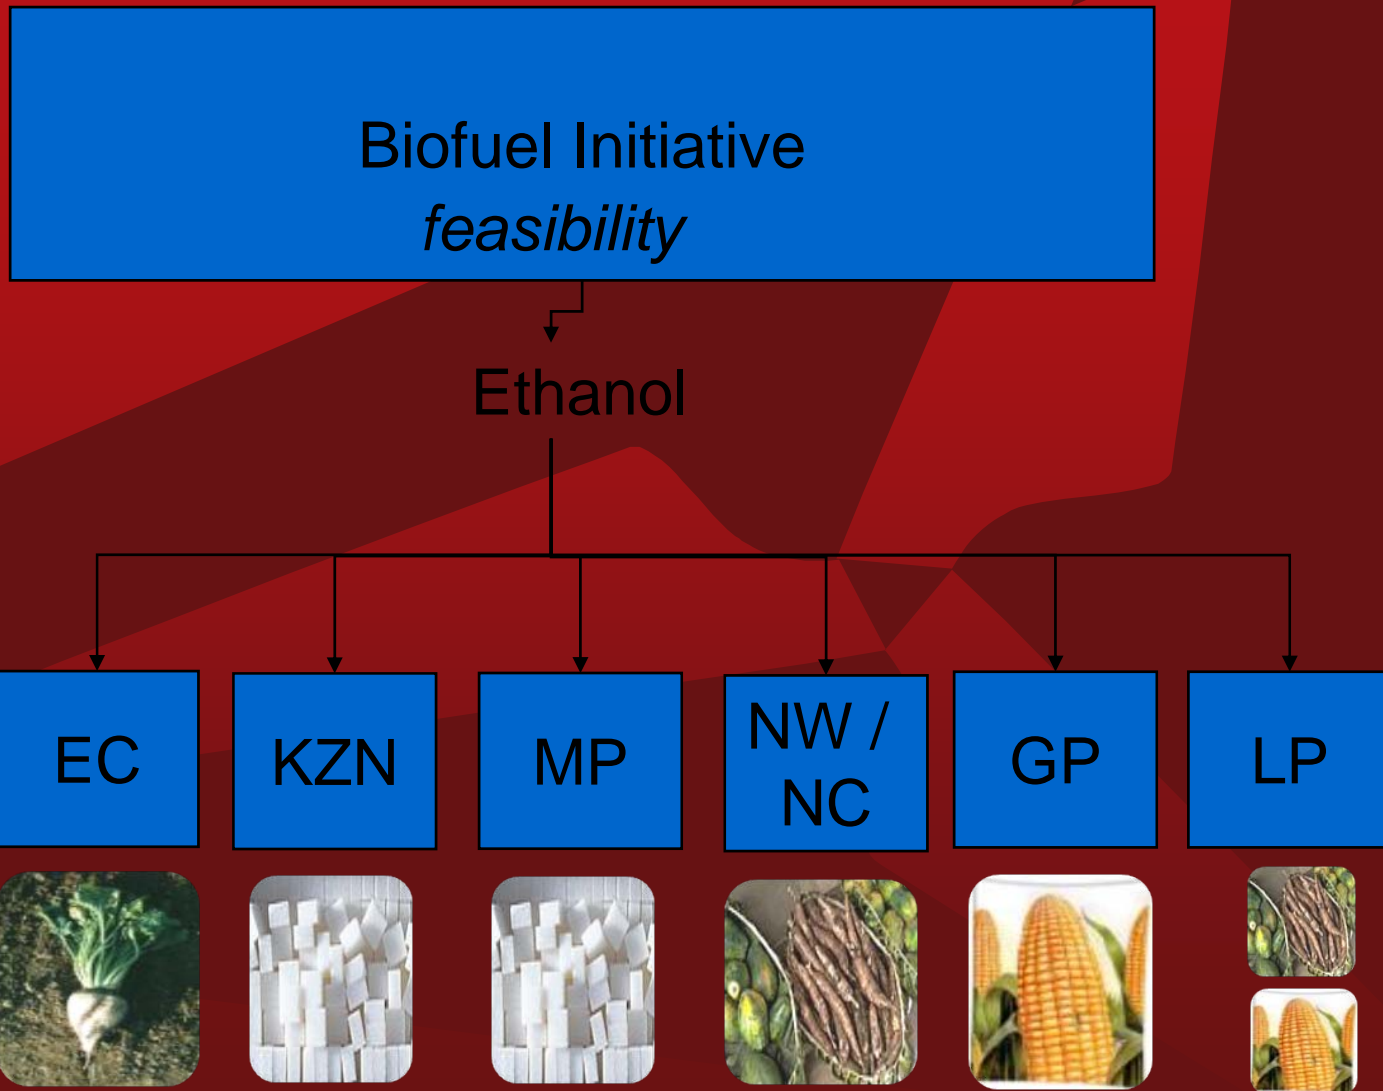 Biofuel Initiative
feasibility
Ethanol
EC
KZN
MP
NW /
NC
GP
LP